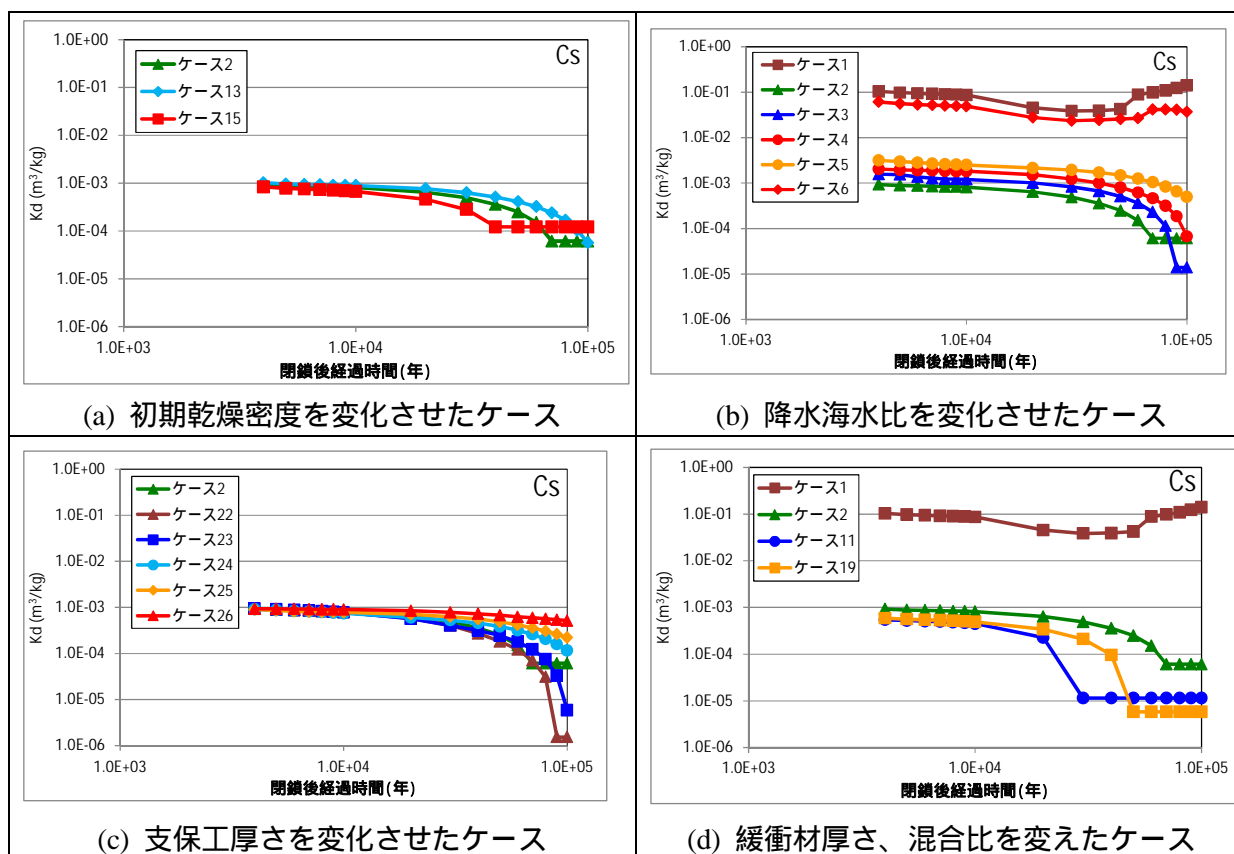 Cs
1.0E+00
1.0E-01
1.0E-02
1.0E-03
1.0E-04
1.0E-05
1.0E-06
Kd (m³/kg)
ケース2
ケース13
ケース15
1.0E+03 1.0E+04 1.0E+05
閉鎖後経過時間(年)
(a) 初期乾燥密度を変化させたケース
Cs
1.0E+00
1.0E-01
1.0E-02
1.0E-03
1.0E-04
1.0E-05
1.0E-06
Kd (m³/kg)
ケース1
ケース2
ケース3
ケース4
ケース5
ケース6
1.0E+03 1.0E+04 1.0E+05
閉鎖後経過時間(年)
(b) 降水海水比を変化させたケース
Cs
1.0E+00
1.0E-01
1.0E-02
1.0E-03
1.0E-04
1.0E-05
1.0E-06
Kd (m³/kg)
ケース2
ケース22
ケース23
ケース24
ケース25
ケース26
1.0E+03 1.0E+04 1.0E+05
閉鎖後経過時間(年)
(c) 支保工厚さを変化させたケース
Cs
1.0E+00
1.0E-01
1.0E-02
1.0E-03
1.0E-04
1.0E-05
1.0E-06
Kd (m³/kg)
ケース1
ケース2
ケース11
ケース19
1.0E+03 1.0E+04 1.0E+05
閉鎖後経過時間(年)
(d) 緩衝材厚さ、混合比を変えたケース